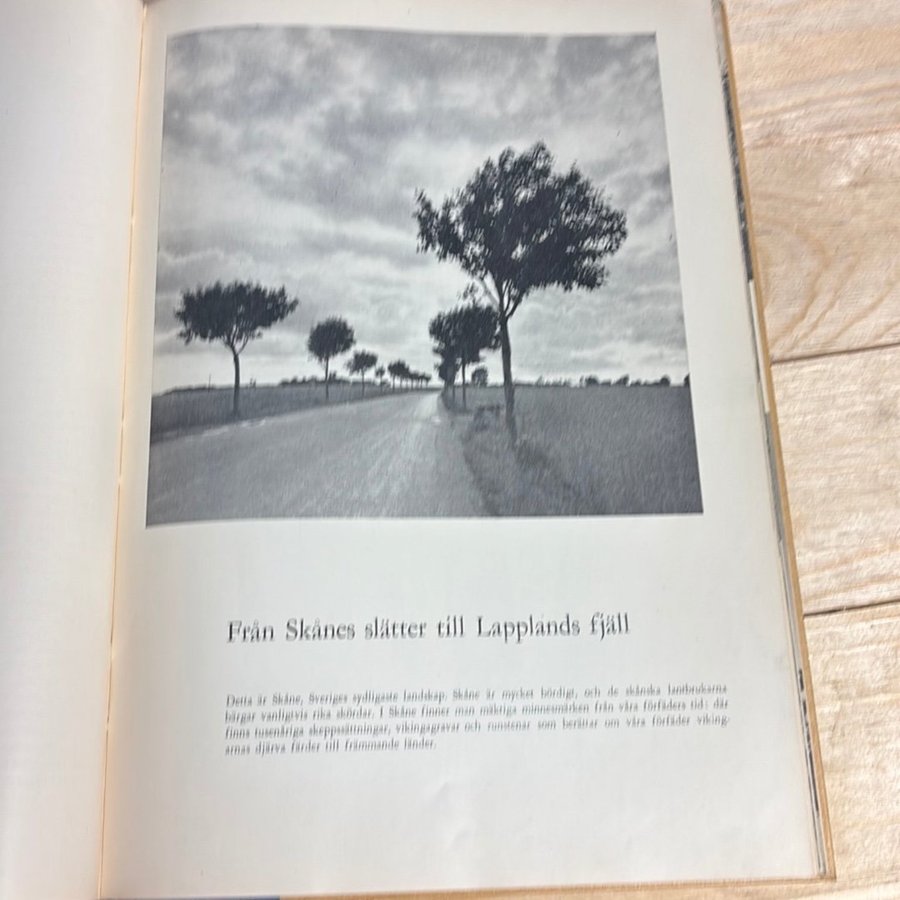 Från Skånes slätter till Lapplands fjäll
Detta är Skåne, Sveriges sydligaste landskap. Skåne är mycket bördigt, och de skånska lantbrukarna
bärgar vanligtvis rika skördar. I Skåne finner man mäktiga minnesmärken från våra förfäders tid: där
finns tusenåriga skeppssättningar, vikingagravar och runstenar som berättar om våra förfäder viking-
arnas djärva färder till främmande länder.